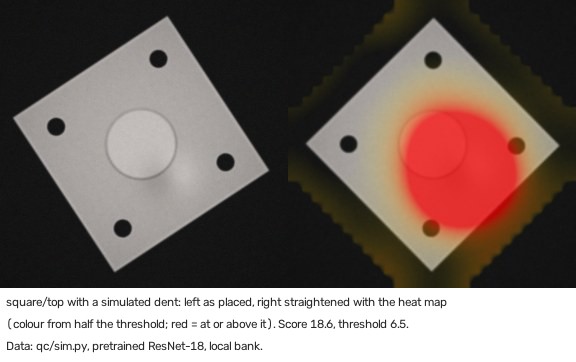 square/top with a simulated dent: left as placed, right straightened with the heat map
(colour from half the threshold; red = at or above it). Score 18.6, threshold 6.5.
Data: qc/sim.py, pretrained ResNet-18, local bank.